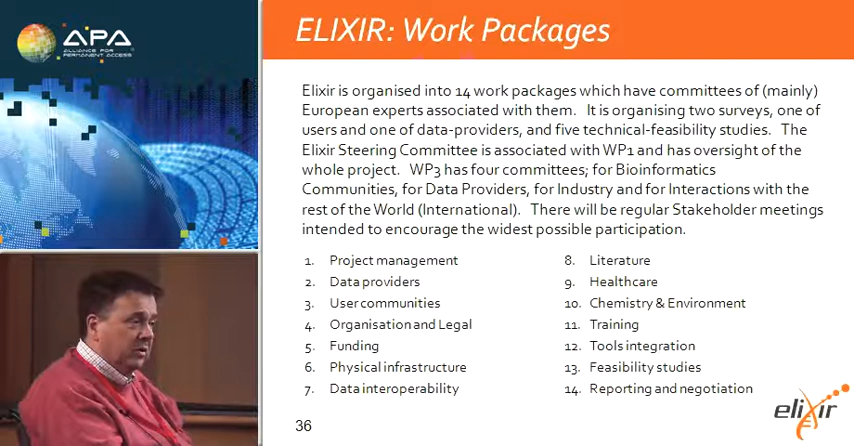 APA
ALLIANCE FOR
PERMANENT ACCESS
ELIXIR: Work Packages
Elixir is organised into 14 work packages which have committees of (mainly)
European experts associated with them. It is organising two surveys, one of
users and one of data-providers, and five technical-feasibility studies. The
Elixir Steering Committee is associated with WP1 and has oversight of the
whole project. WP3 has four committees; for Bioinformatics
Communities, for Data Providers, for Industry and for Interactions with the
rest of the World (International). There will be regular Stakeholder meetings
intended to encourage the widest possible participation.
1. Project management
2. Data providers
3. User communities
4. Organisation and Legal
5. Funding
6. Physical infrastructure
7. Data interoperability
8. Literature
9. Healthcare
10. Chemistry & Environment
11. Training
12. Tools integration
13. Feasibility studies
14. Reporting and negotiation
36
elixir